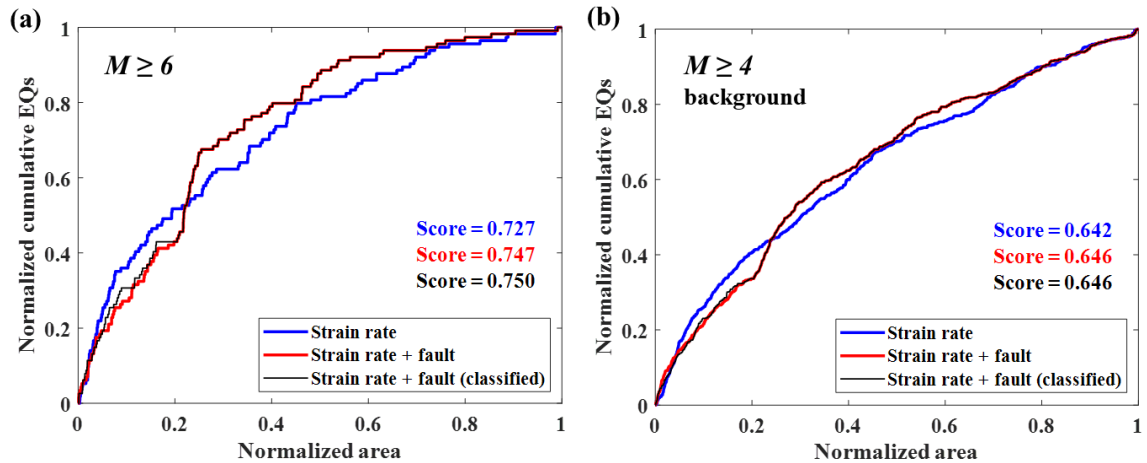 (a)
M ≥ 6
Normalized cumulative EQs
1
0.8
0.6
0.4
0.2
0
Score = 0.727
Score = 0.747
Score = 0.750
Strain rate
Strain rate + fault
Strain rate + fault (classified)
0 0.2 0.4 0.6 0.8 1
Normalized area
(b)
M ≥ 4
background
Normalized cumulative EQs
1
0.8
0.6
0.4
0.2
0
Score = 0.642
Score = 0.646
Score = 0.646
Strain rate
Strain rate + fault
Strain rate + fault (classified)
0 0.2 0.4 0.6 0.8 1
Normalized area